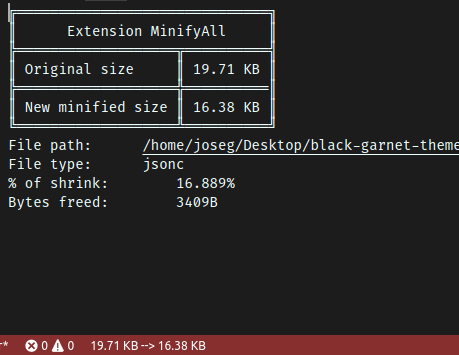 Extension MinifyAll
Original size 19.71 KB
New minified size 16.38 KB
File path: /home/joseg/Desktop/black-garnet-theme
File type: jsonc
% of shrink: 16.889%
Bytes freed: 3409B
0 0 19.71 KB --> 16.38 KB